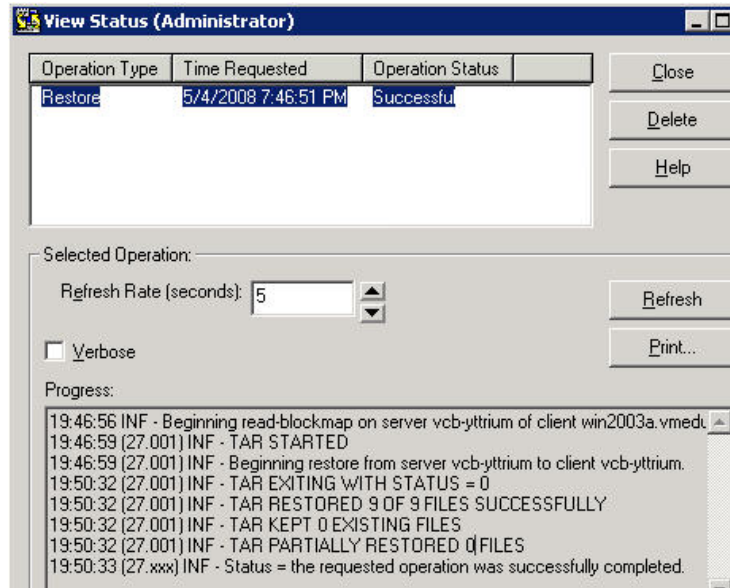 View Status (Administrator)
Operation Type Time Requested Operation Status
Close
Restore 5/4/2008 7:46:51 PM Successful
Delete
Help
Selected Operation:
Refresh Rate (seconds): 5
Refresh
Verbose
Print...
Progress:
19:46:56 INF - Beginning read-blockmap on server vcb-yttrium of client win2003a.vmedu
19:46:59 (27.001) INF - TAR STARTED
19:46:59 (27.001) INF - Beginning restore from server vcb-yttrium to client vcb-yttrium.
19:50:32 (27.001) INF - TAR EXITING WITH STATUS = 0
19:50:32 (27.001) INF - TAR RESTORED 9 OF 9 FILES SUCCESSFULLY
19:50:32 (27.001) INF - TAR KEPT 0 EXISTING FILES
19:50:32 (27.001) INF - TAR PARTIALLY RESTORED 0 FILES
19:50:33 (27.xxx) INF - Status = the requested operation was successfully completed.